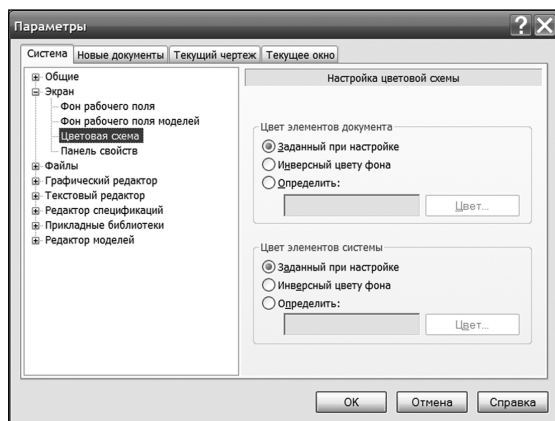 Параметры
Система Новые документы Текущий чертеж Текущее окно
Общие
Экран
Фон рабочего поля
Фон рабочего поля моделей
Цветовая схема
Панель свойств
Файлы
Графический редактор
Текстовый редактор
Редактор спецификаций
Прикладные библиотеки
Редактор моделей
Настройка цветовой схемы
Цвет элементов документа
Заданный при настройке
Инверсный цвету фона
Определить:
Цвет...
Цвет элементов системы
Заданный при настройке
Инверсный цвету фона
Определить:
Цвет...
OK Отмена Справка